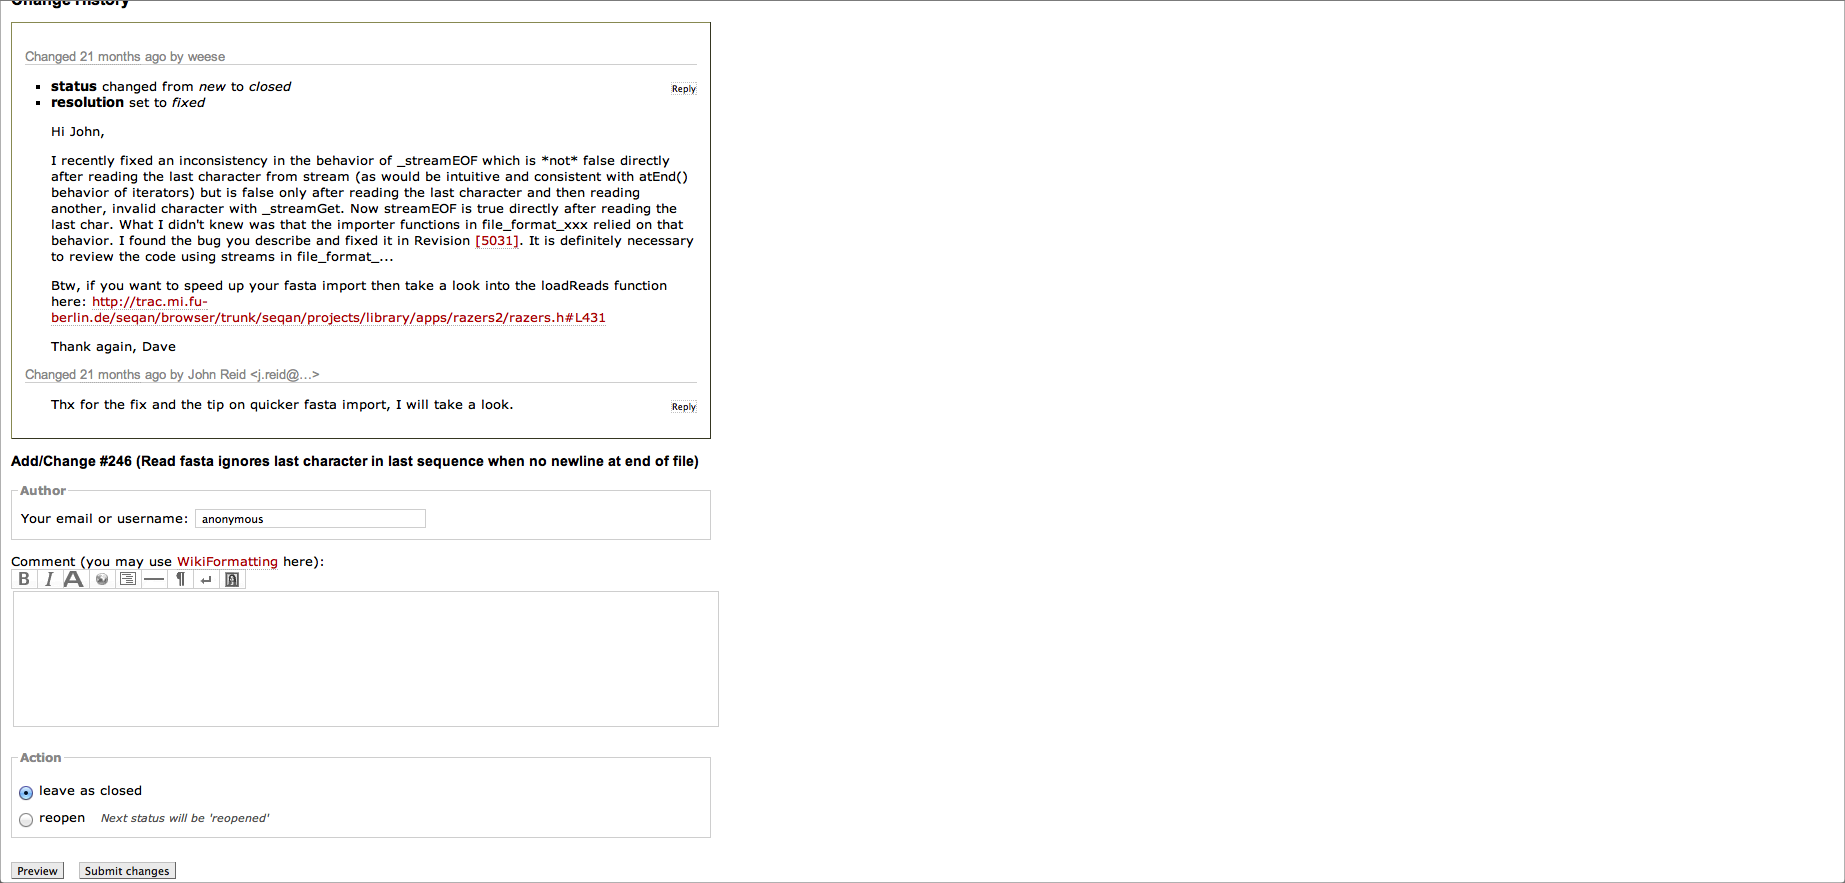 Change History
Changed 21 months ago by weese
status changed from new to closed
Reply
resolution set to fixed
Hi John,
I recently fixed an inconsistency in the behavior of _streamEOF which is *not* false directly
after reading the last character from stream (as would be intuitive and consistent with atEnd()
behavior of iterators) but is false only after reading the last character and then reading
another, invalid character with _streamGet. Now streamEOF is true directly after reading the
last char. What I didn't knew was that the importer functions in file_format_xxx relied on that
behavior. I found the bug you describe and fixed it in Revision [5031]. It is definitely necessary
to review the code using streams in file_format_...
Btw, if you want to speed up your fasta import then take a look into the loadReads function
here: http://trac.mi.fu-
berlin.de/seqan/browser/trunk/seqan/projects/library/apps/razers2/razers.h#L431
Thank again, Dave
Changed 21 months ago by John Reid <j.reid@...>
Thx for the fix and the tip on quicker fasta import, I will take a look.
Reply
Add/Change #246 (Read fasta ignores last character in last sequence when no newline at end of file)
Author
Your email or username: anonymous
Comment (you may use WikiFormatting here):
B I A ¶
Action
leave as closed
reopen Next status will be 'reopened'
Preview Submit changes